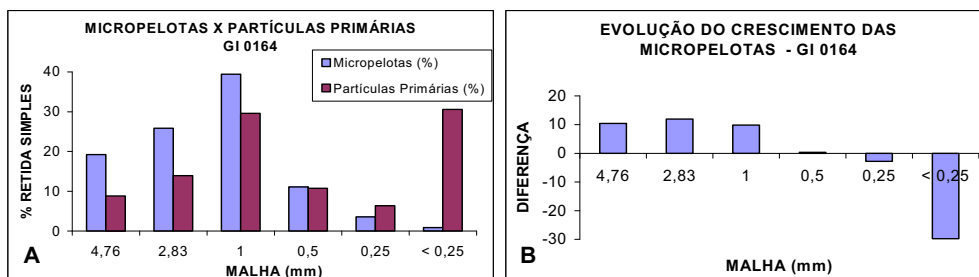 MICROPELOTAS X PARTÍCULAS PRIMÁRIAS
GI 0164
Micropelotas (%)
Partículas Primárias (%)
% RETIDA SIMPLES
40
30
20
10
0
4,76 2,83 1 0,5 0,25 < 0,25
A
MALHA (mm)
EVOLUÇÃO DO CRESCIMENTO DAS
MICROPELOTAS - GI 0164
DIFERENÇA
20
10
0
-10
-20
-30
4,76 2,83 1 0,5 0,25 < 0,25
B
MALHA (mm)